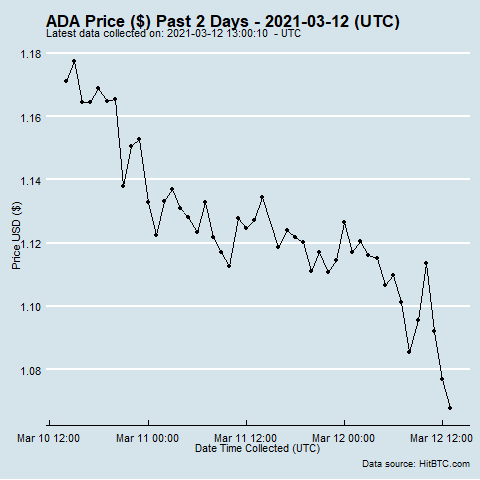 ADA Price ($) Past 2 Days - 2021-03-12 (UTC)
Latest data collected on: 2021-03-12 13:00:10 - UTC
1.18
1.16
1.14
1.12
1.10
1.08
Price USD ($)
Mar 10 12:00 Mar 11 00:00 Mar 11 12:00 Mar 12 00:00 Mar 12 12:00
Date Time Collected (UTC)
Data source: HitBTC.com